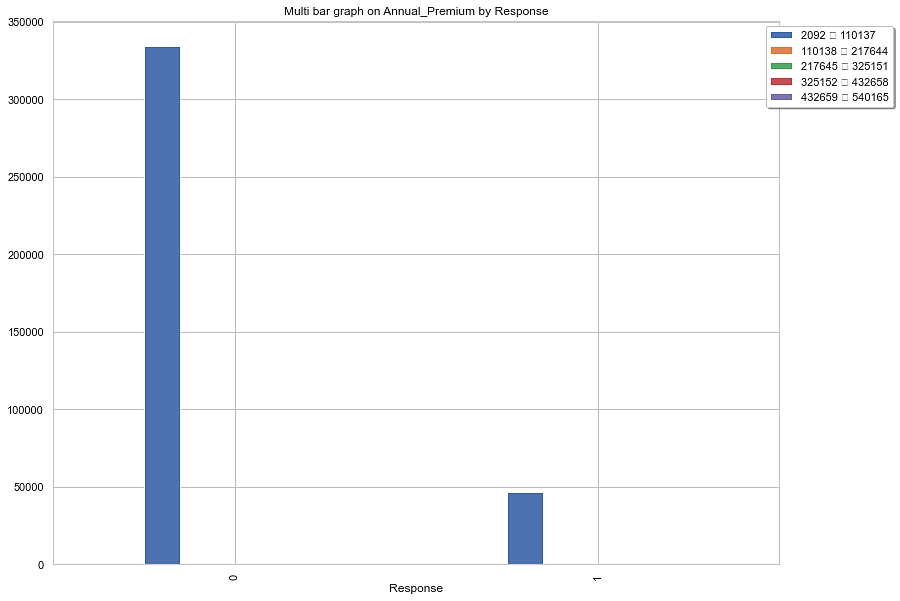 Multi bar graph on Annual_Premium by Response
350000
300000
250000
200000
150000
100000
50000
0
2092 ▯ 110137
110138 ▯ 217644
217645 ▯ 325151
325152 ▯ 432658
432659 ▯ 540165
0
1
Response